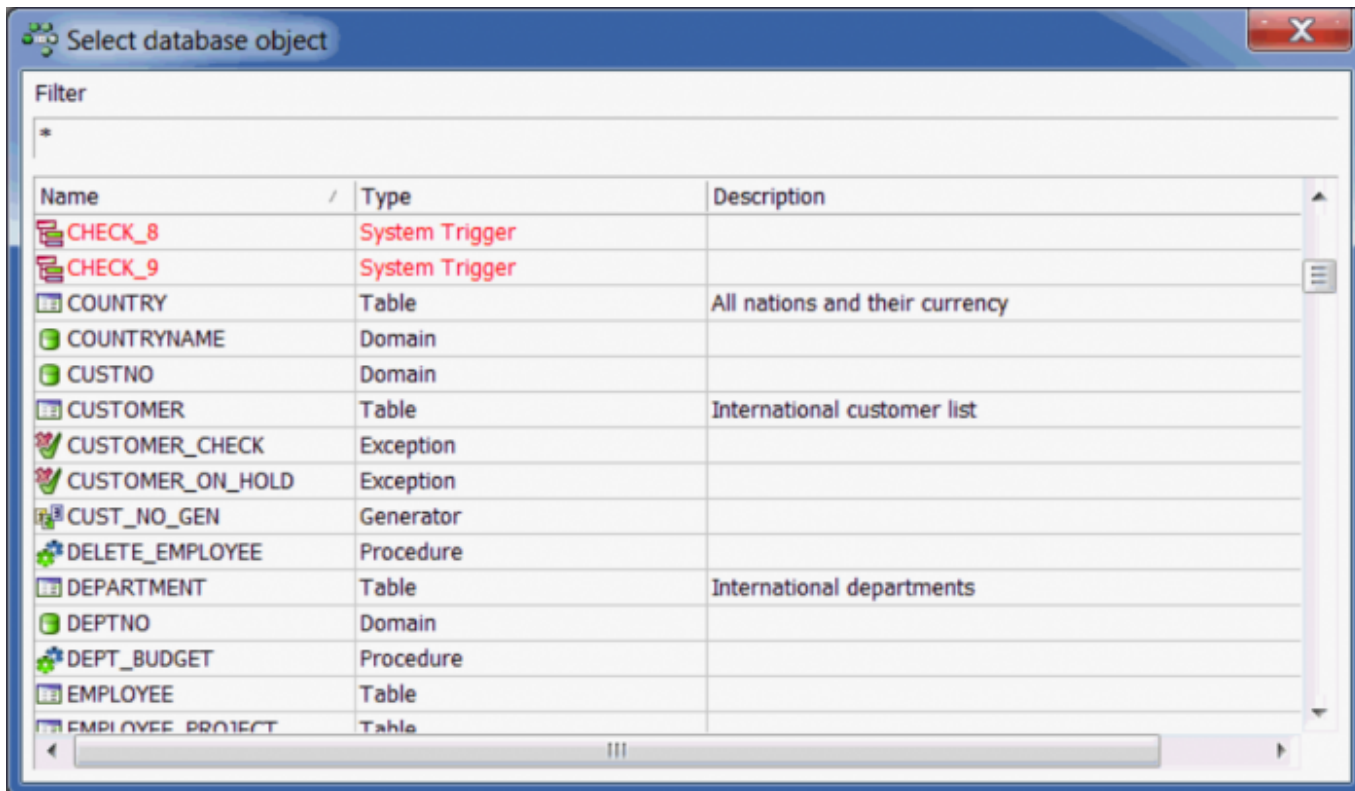 Select database object
Filter
*
Name / Type Description
CHECK_8 System Trigger
CHECK_9 System Trigger
COUNTRY Table All nations and their currency
COUNTRYNAME Domain
CUSTNO Domain
CUSTOMER Table International customer list
CUSTOMER_CHECK Exception
CUSTOMER_ON_HOLD Exception
CUST_NO_GEN Generator
DELETE_EMPLOYEE Procedure
DEPARTMENT Table International departments
DEPTNO Domain
DEPT_BUDGET Procedure
EMPLOYEE Table
EMPLOYEE_PROJECT Table